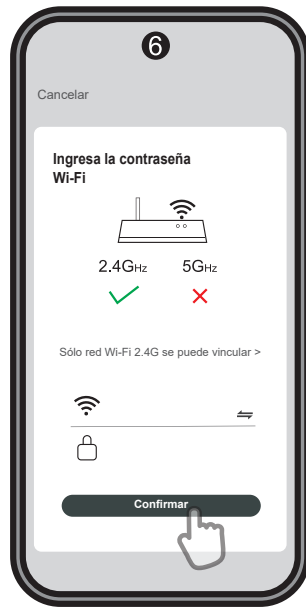 6
Cancelar
Ingresa la contraseña
Wi-Fi
2.4GHz 5GHz
Sólo red Wi-Fi 2.4G se puede vincular >
Confirmar